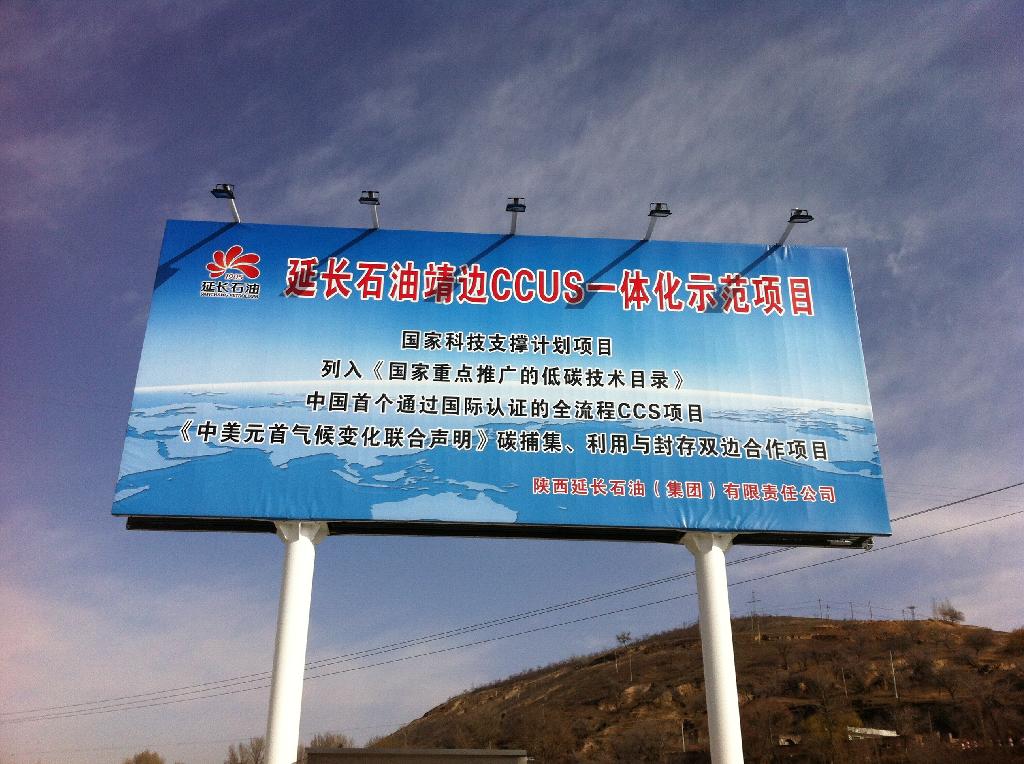 1905
延长石油
YANCHANG PETROLEUM
延长石油靖边CCUS一体化示范项目
国家科技支撑计划项目
列入《国家重点推广的低碳技术目录》
中国首个通过国际认证的全流程CCS项目
《中美元首气候变化联合声明》碳捕集、利用与封存双边合作项目
陕西延长石油（集团）有限责任公司